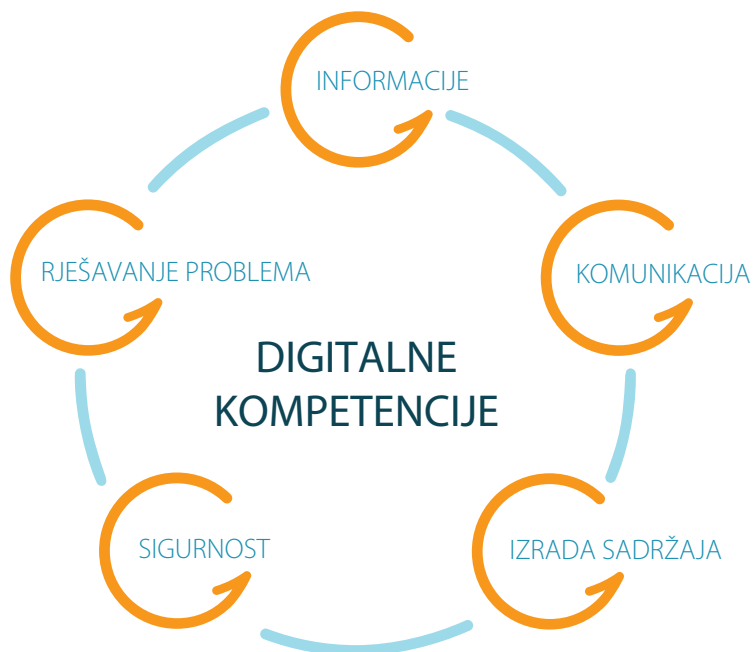 INFORMACIJE
RJEŠAVANJE PROBLEMA
KOMUNIKACIJA
DIGITALNE
KOMPETENCIJE
SIGURNOST
IZRADA SADRŽAJA